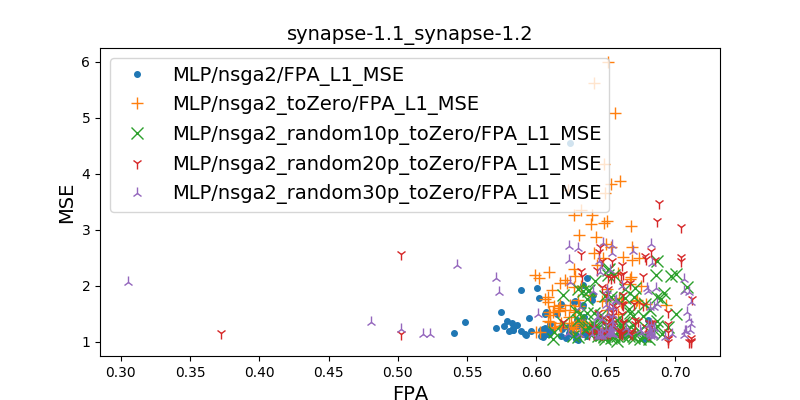 synapse-1.1_synapse-1.2
MLP/nsga2/FPA_L1_MSE
MLP/nsga2_toZero/FPA_L1_MSE
MLP/nsga2_random10p_toZero/FPA_L1_MSE
MLP/nsga2_random20p_toZero/FPA_L1_MSE
MLP/nsga2_random30p_toZero/FPA_L1_MSE
MSE
6
5
4
3
2
1
0.30 0.35 0.40 0.45 0.50 0.55 0.60 0.65 0.70
FPA